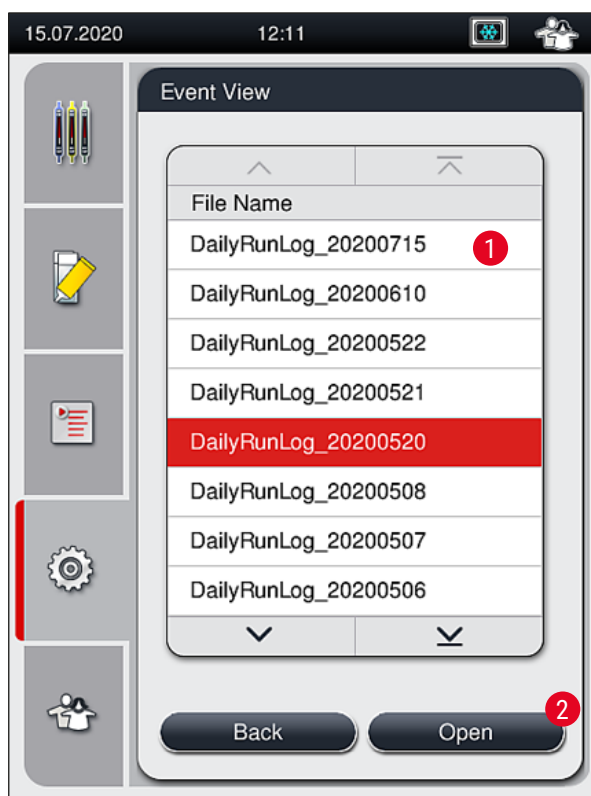 15.07.2020 12:11
Event View
File Name
DailyRunLog_20200715 1
DailyRunLog_20200610
DailyRunLog_20200522
DailyRunLog_20200521
DailyRunLog_20200520
DailyRunLog_20200508
DailyRunLog_20200507
DailyRunLog_20200506
2
Back Open